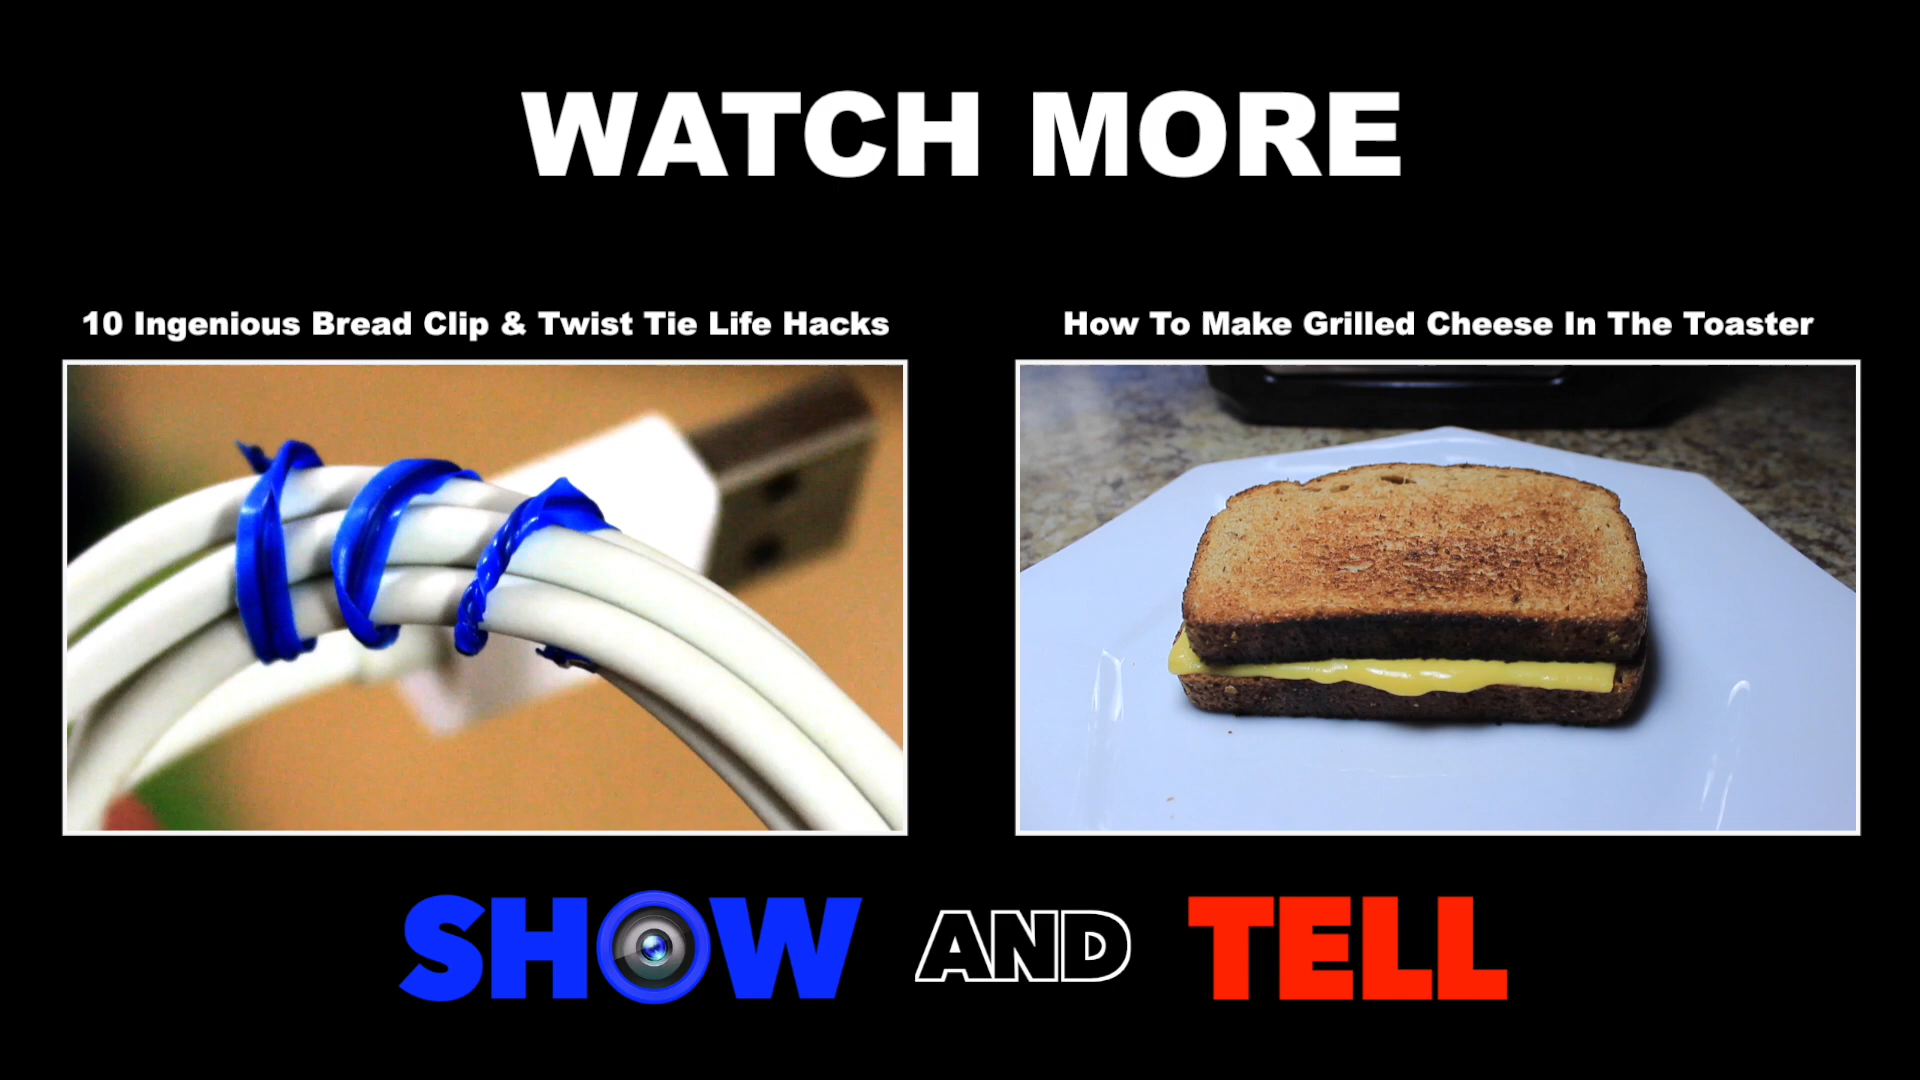 WATCH MORE
10 Ingenious Bread Clip & Twist Tie Life Hacks
How To Make Grilled Cheese In The Toaster
SHOW AND TELL